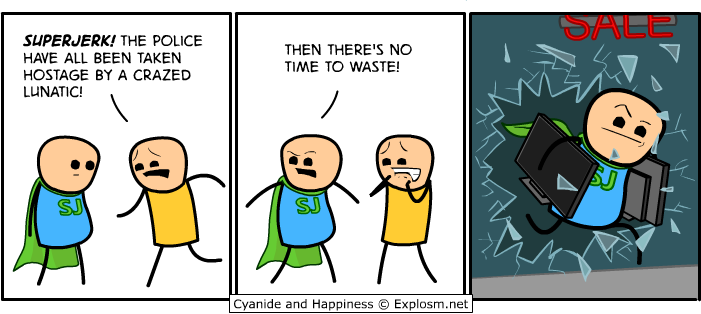 SUPERJERK! THE POLICE
HAVE ALL BEEN TAKEN
HOSTAGE BY A CRAZED
LUNATIC!
SJ
THEN THERE'S NO
TIME TO WASTE!
SJ
SALE
SJ
Cyanide and Happiness © Explosm.net